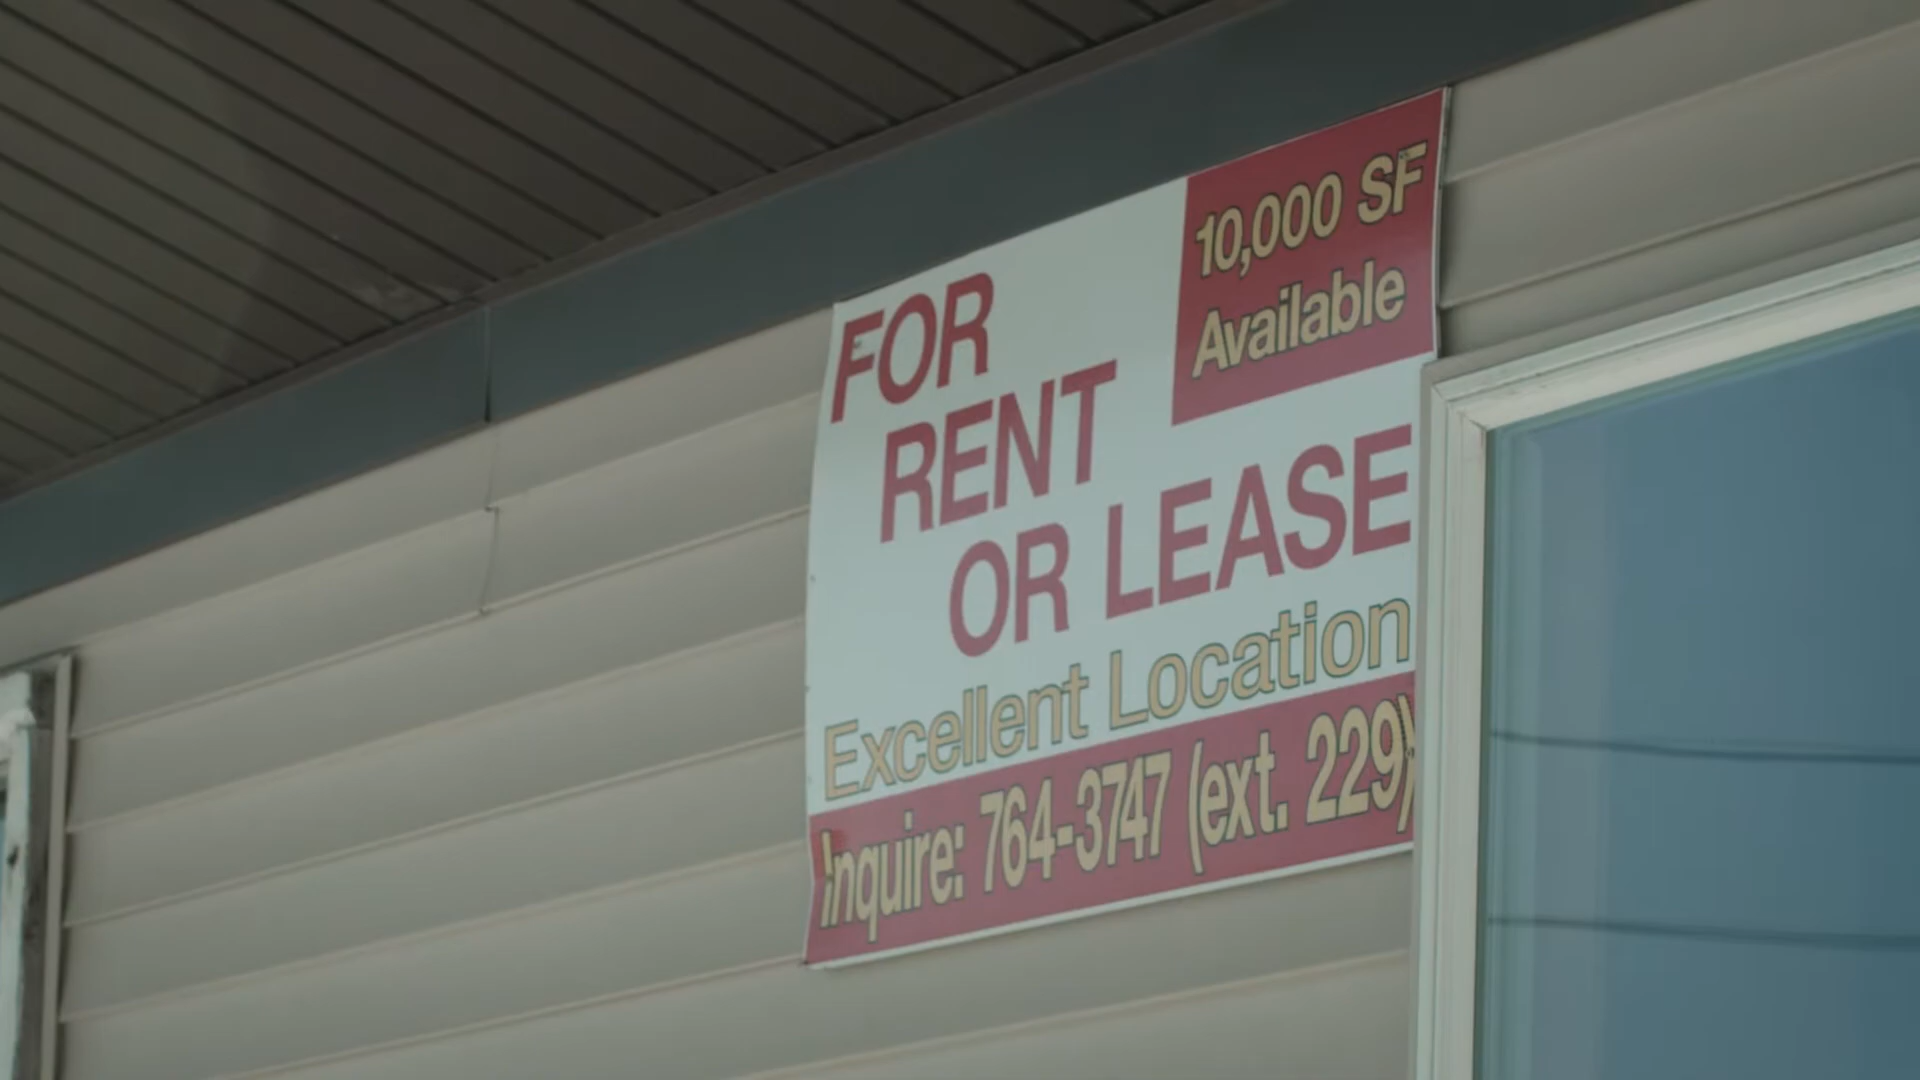 10,000 SF
Available
FOR
RENT
OR LEASE
Excellent Location
Inquire: 764-3747 (ext. 229)